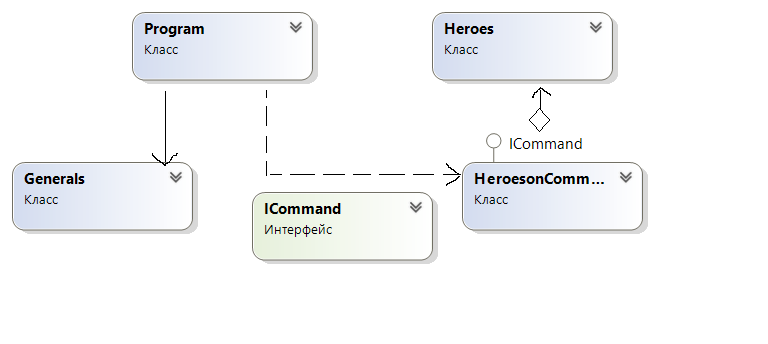 Program
Класс
Heroes
Класс
ICommand
Generals
Класс
HeroesonComm...
Класс
ICommand
Интерфейс